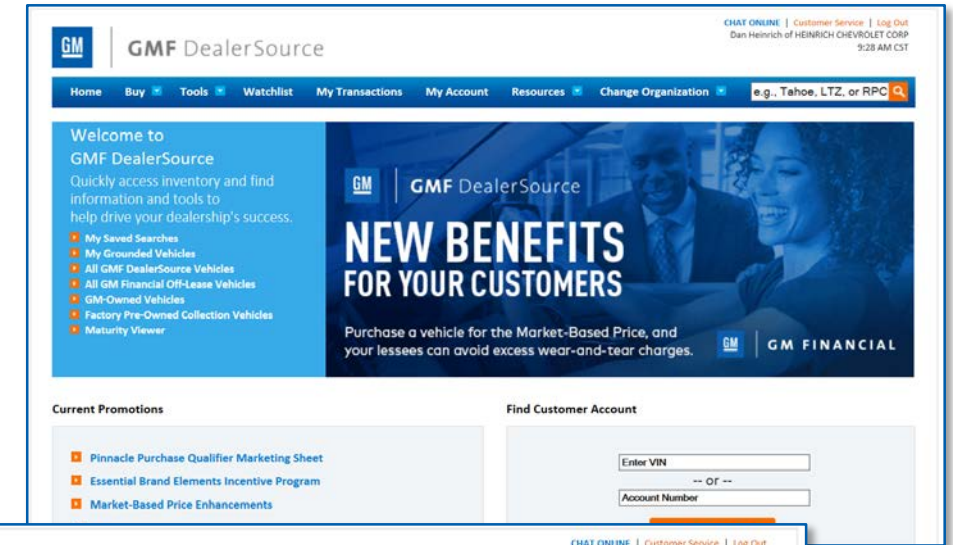 CHAT ONLINE | Customer Service | Log Out
Dan Heinrich of HEINRICH CHEVROLET CORP
9:28 AM CST
GM GMF DealerSource
Home Buy Tools Watchlist My Transactions My Account Resources Change Organization e.g., Tahoe, LTZ, or RPC
Welcome to
GMF DealerSource
Quickly access inventory and find
information and tools to
help drive your dealership's success.
My Saved Searches
My Grounded Vehicles
All GMF DealerSource Vehicles
All GM Financial Off-Lease Vehicles
GM-Owned Vehicles
Factory Pre-Owned Collection Vehicles
Maturity Viewer
GM GMF DealerSource
NEW BENEFITS
FOR YOUR CUSTOMERS
Purchase a vehicle for the Market-Based Price, and
your lessees can avoid excess wear-and-tear charges.
GM GM FINANCIAL
Current Promotions
Pinnacle Purchase Qualifier Marketing Sheet
Essential Brand Elements Incentive Program
Market-Based Price Enhancements
Find Customer Account
Enter VIN
-- or --
Account Number
CHAT ONLINE | Customer Service | Log Out